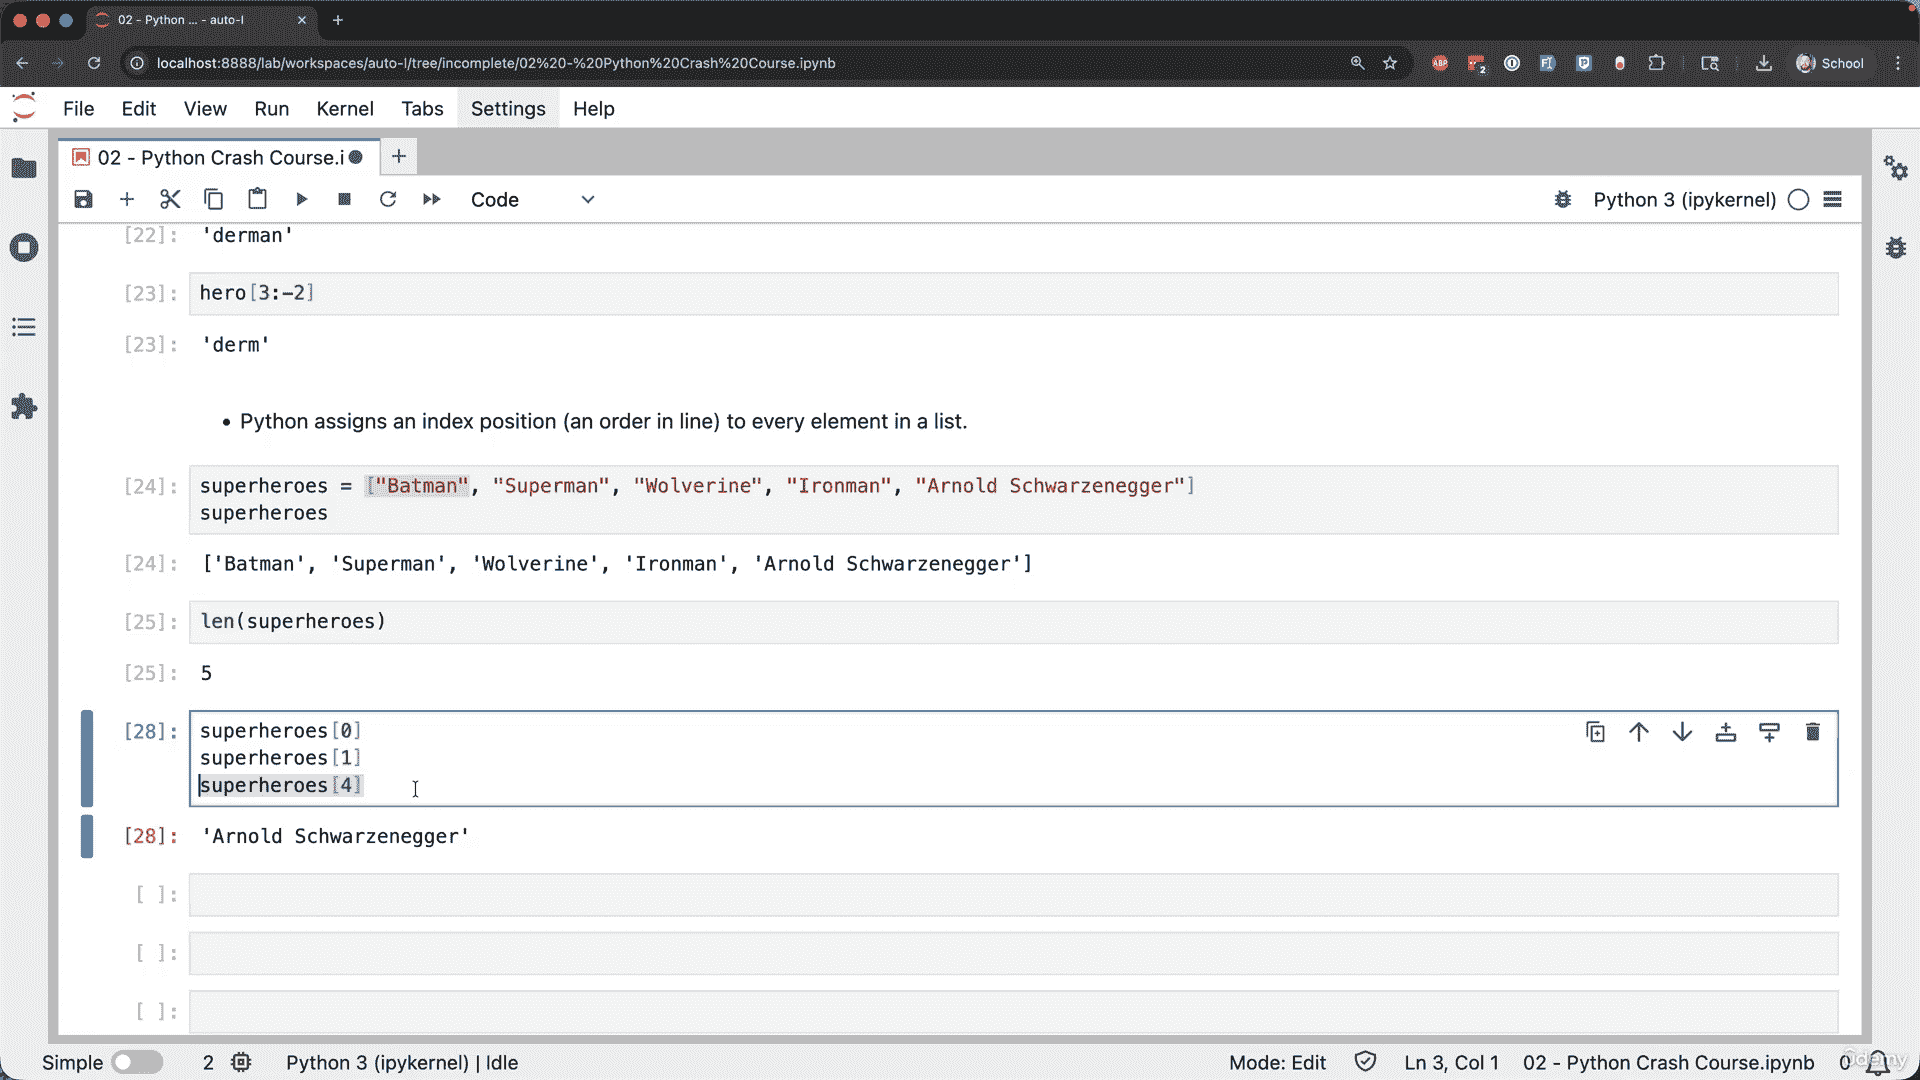 02 - Python ... - auto-l
localhost:8888/lab/workspaces/auto-l/tree/incomplete/02%20-%20Python%20Crash%20Course.ipynb
ABP
2
School
File Edit View Run Kernel Tabs Settings Help
02 - Python Crash Course.i
Code
Python 3 (ipykernel)
[22]: 'derman'
[23]: hero[3:-2]
[23]: 'derm'
• Python assigns an index position (an order in line) to every element in a list.
[24]: superheroes = ["Batman", "Superman", "Wolverine", "Ironman", "Arnold Schwarzenegger"]
superheroes
[24]: ['Batman', 'Superman', 'Wolverine', 'Ironman', 'Arnold Schwarzenegger']
[25]: len(superheroes)
[25]: 5
[28]: superheroes[0]
superheroes[1]
superheroes[4]
[28]: 'Arnold Schwarzenegger'
[ ]:
[ ]:
[ ]:
Simple 2 Python 3 (ipykernel) | Idle Mode: Edit Ln 3, Col 1 02 - Python Crash Course.ipynb 0
udemy